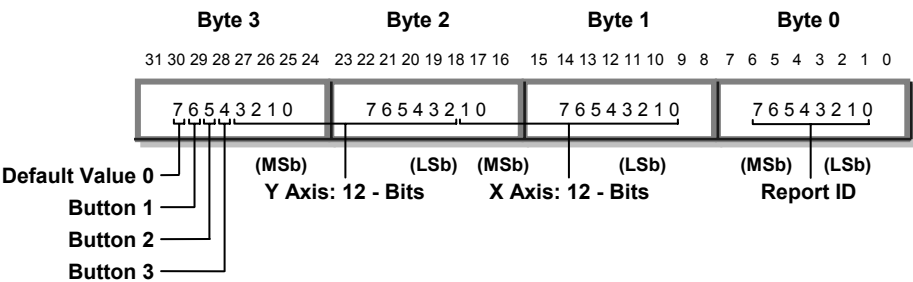 Byte 3 Byte 2 Byte 1 Byte 0
31 30 29 28 27 26 25 24 23 22 21 20 19 18 17 16 15 14 13 12 11 10 9 8 7 6 5 4 3 2 1 0
7 6 5 4 3 2 1 0 7 6 5 4 3 2 1 0 7 6 5 4 3 2 1 0 7 6 5 4 3 2 1 0
(MSb) (LSb) (MSb) (LSb) (MSb) (LSb)
Default Value 0 Y Axis: 12 - Bits X Axis: 12 - Bits Report ID
Button 1
Button 2
Button 3